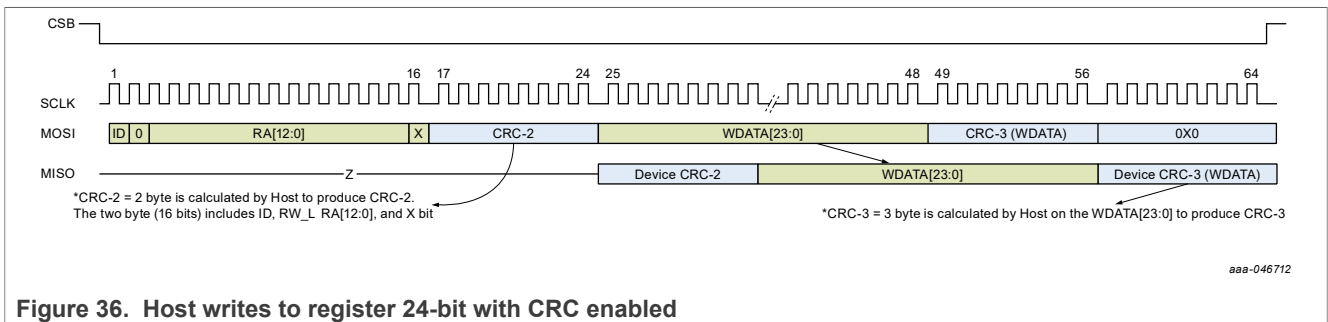 CSB
1 16 17 24 25 48 49 56 64
SCLK
MOSI ID 0 RA[12:0] X CRC-2 WDATA[23:0] CRC-3 (WDATA) 0X0
MISO Z Device CRC-2 WDATA[23:0] Device CRC-3 (WDATA)
*CRC-2 = 2 byte is calculated by Host to produce CRC-2.
The two byte (16 bits) includes ID, RW_L RA[12:0], and X bit
*CRC-3 = 3 byte is calculated by Host on the WDATA[23:0] to produce CRC-3
aaa-046712
Figure 36. Host writes to register 24-bit with CRC enabled